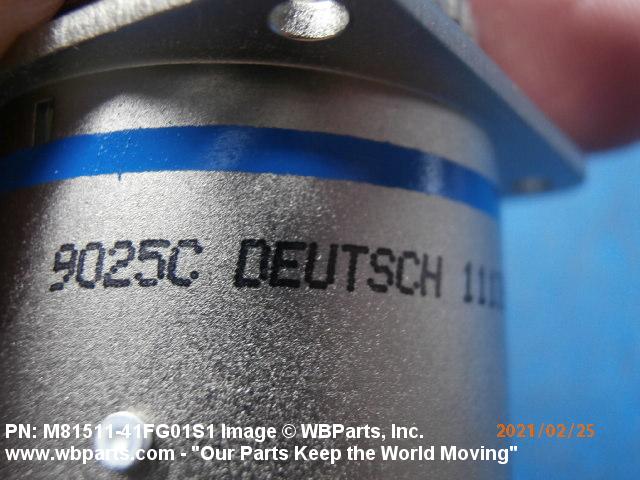 9025C DEUTSCH
PN: M81511-41FG01S1 Image © WBParts, Inc.
2021/02/25
www.wbparts.com - "Our Parts Keep the World Moving"